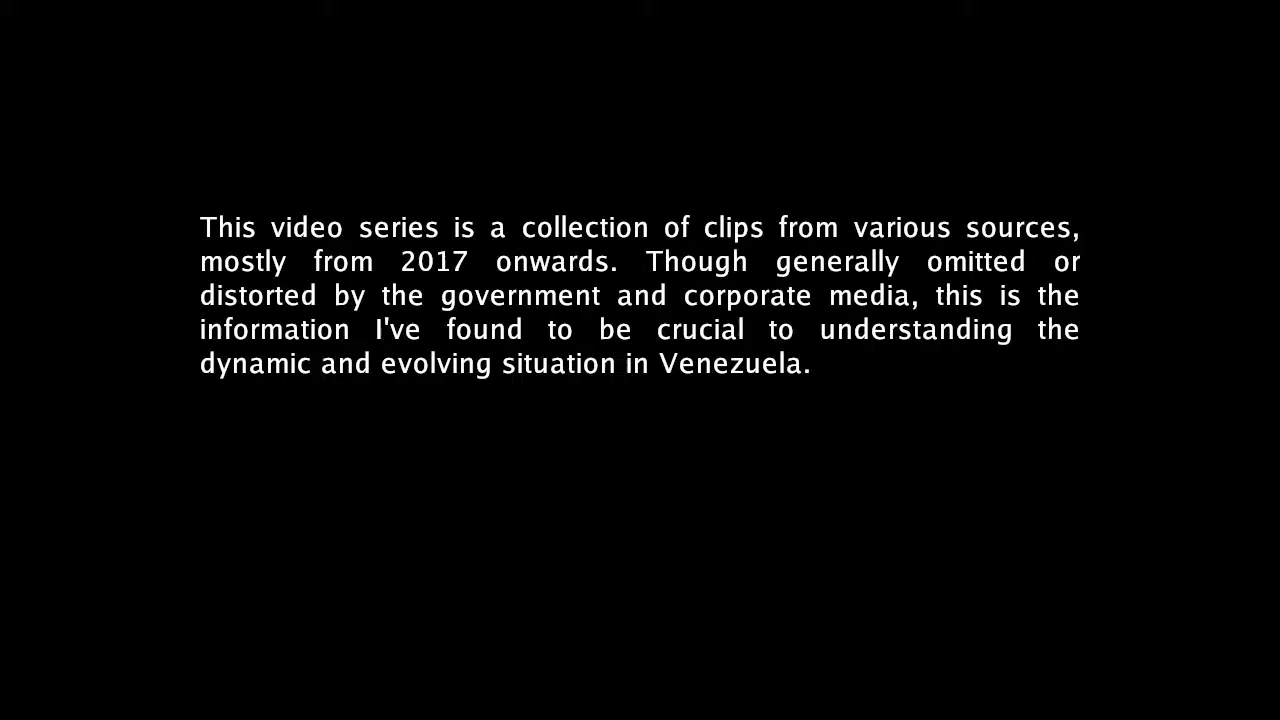 This video series is a collection of clips from various sources,
mostly from 2017 onwards. Though generally omitted or
distorted by the government and corporate media, this is the
information I've found to be crucial to understanding the
dynamic and evolving situation in Venezuela.